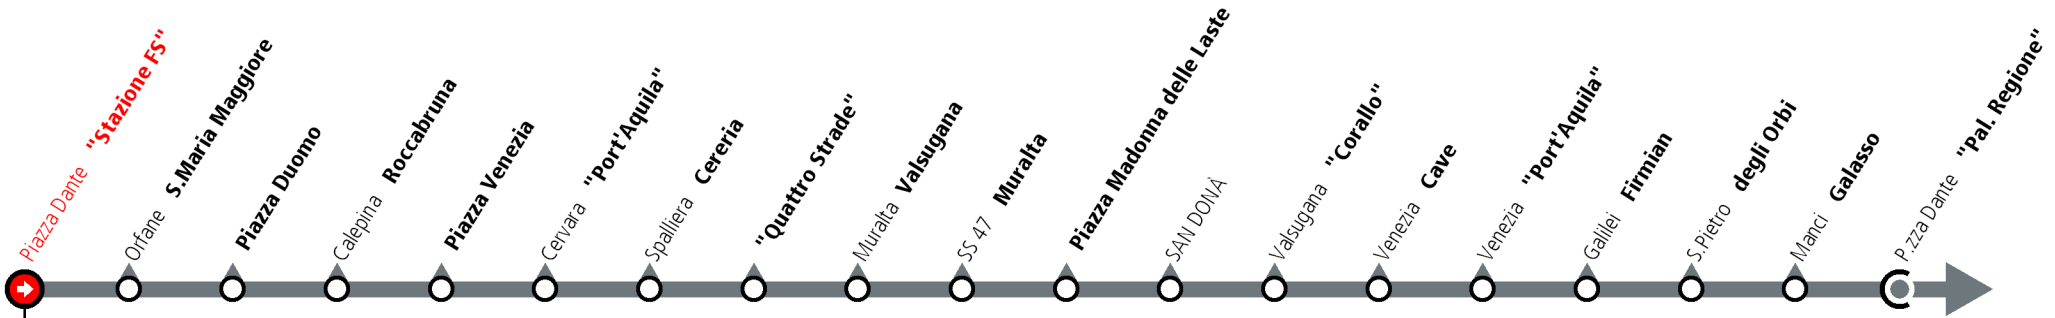 Piazza Dante "Stazione FS"
Orfane S.Maria Maggiore
Piazza Duomo
Calepina Roccabruna
Piazza Venezia
Cervara "Port'Aquila"
Spalliera Cereria
"Quattro Strade"
Muralta Valsugana
SS 47 Muralta
Piazza Madonna delle Laste
SAN DONÀ
Valsugana "Corallo"
Venezia Cave
Venezia "Port'Aquila"
Galilei Firmian
S.Pietro degli Orbi
Manci Galasso
P.zza Dante "Pal. Regione"